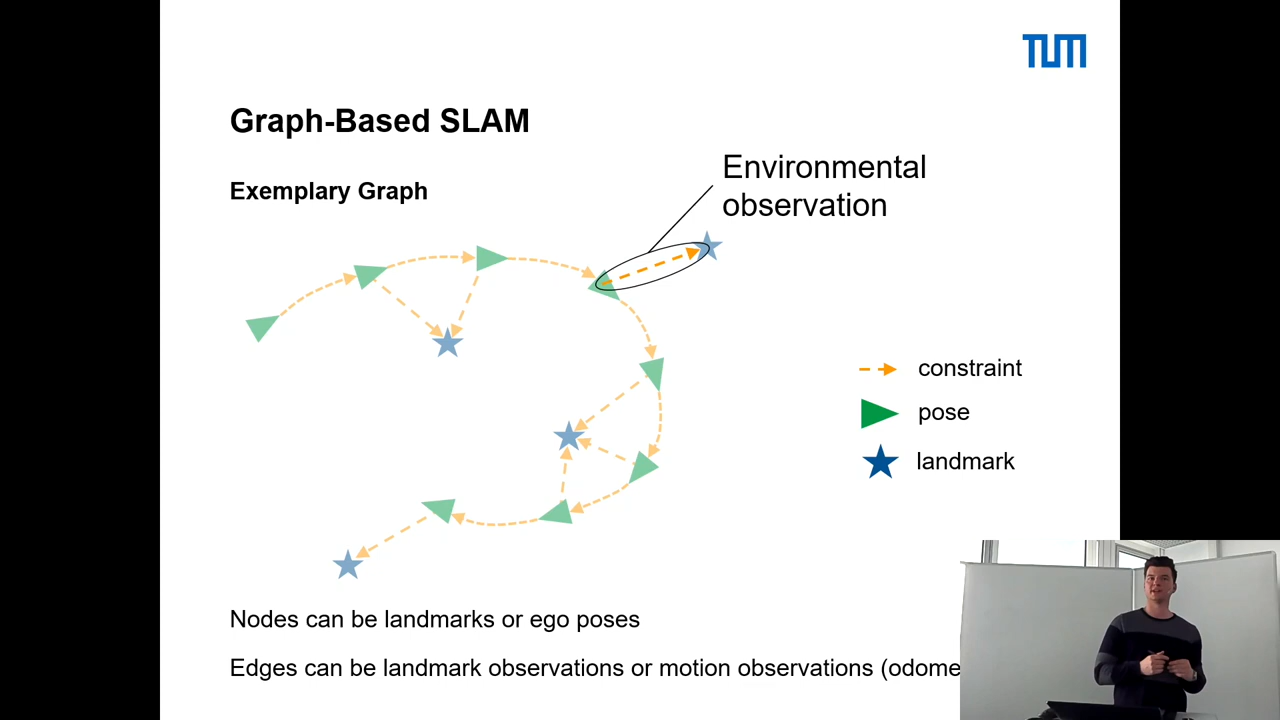 TUM
Graph-Based SLAM
Environmental
observation
Exemplary Graph
constraint
pose
landmark
Nodes can be landmarks or ego poses
Edges can be landmark observations or motion observations (odome